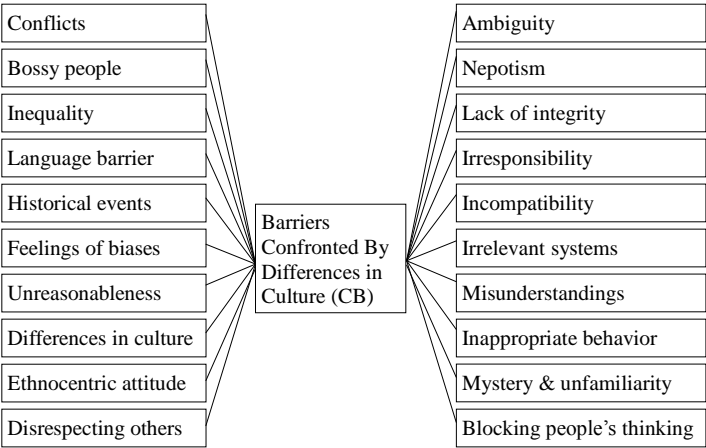 Conflicts
Bossy people
Inequality
Language barrier
Historical events
Feelings of biases
Unreasonableness
Differences in culture
Ethnocentric attitude
Disrespecting others
Barriers
Confronted By
Differences in
Culture (CB)
Ambiguity
Nepotism
Lack of integrity
Irresponsibility
Incompatibility
Irrelevant systems
Misunderstandings
Inappropriate behavior
Mystery & unfamiliarity
Blocking people’s thinking